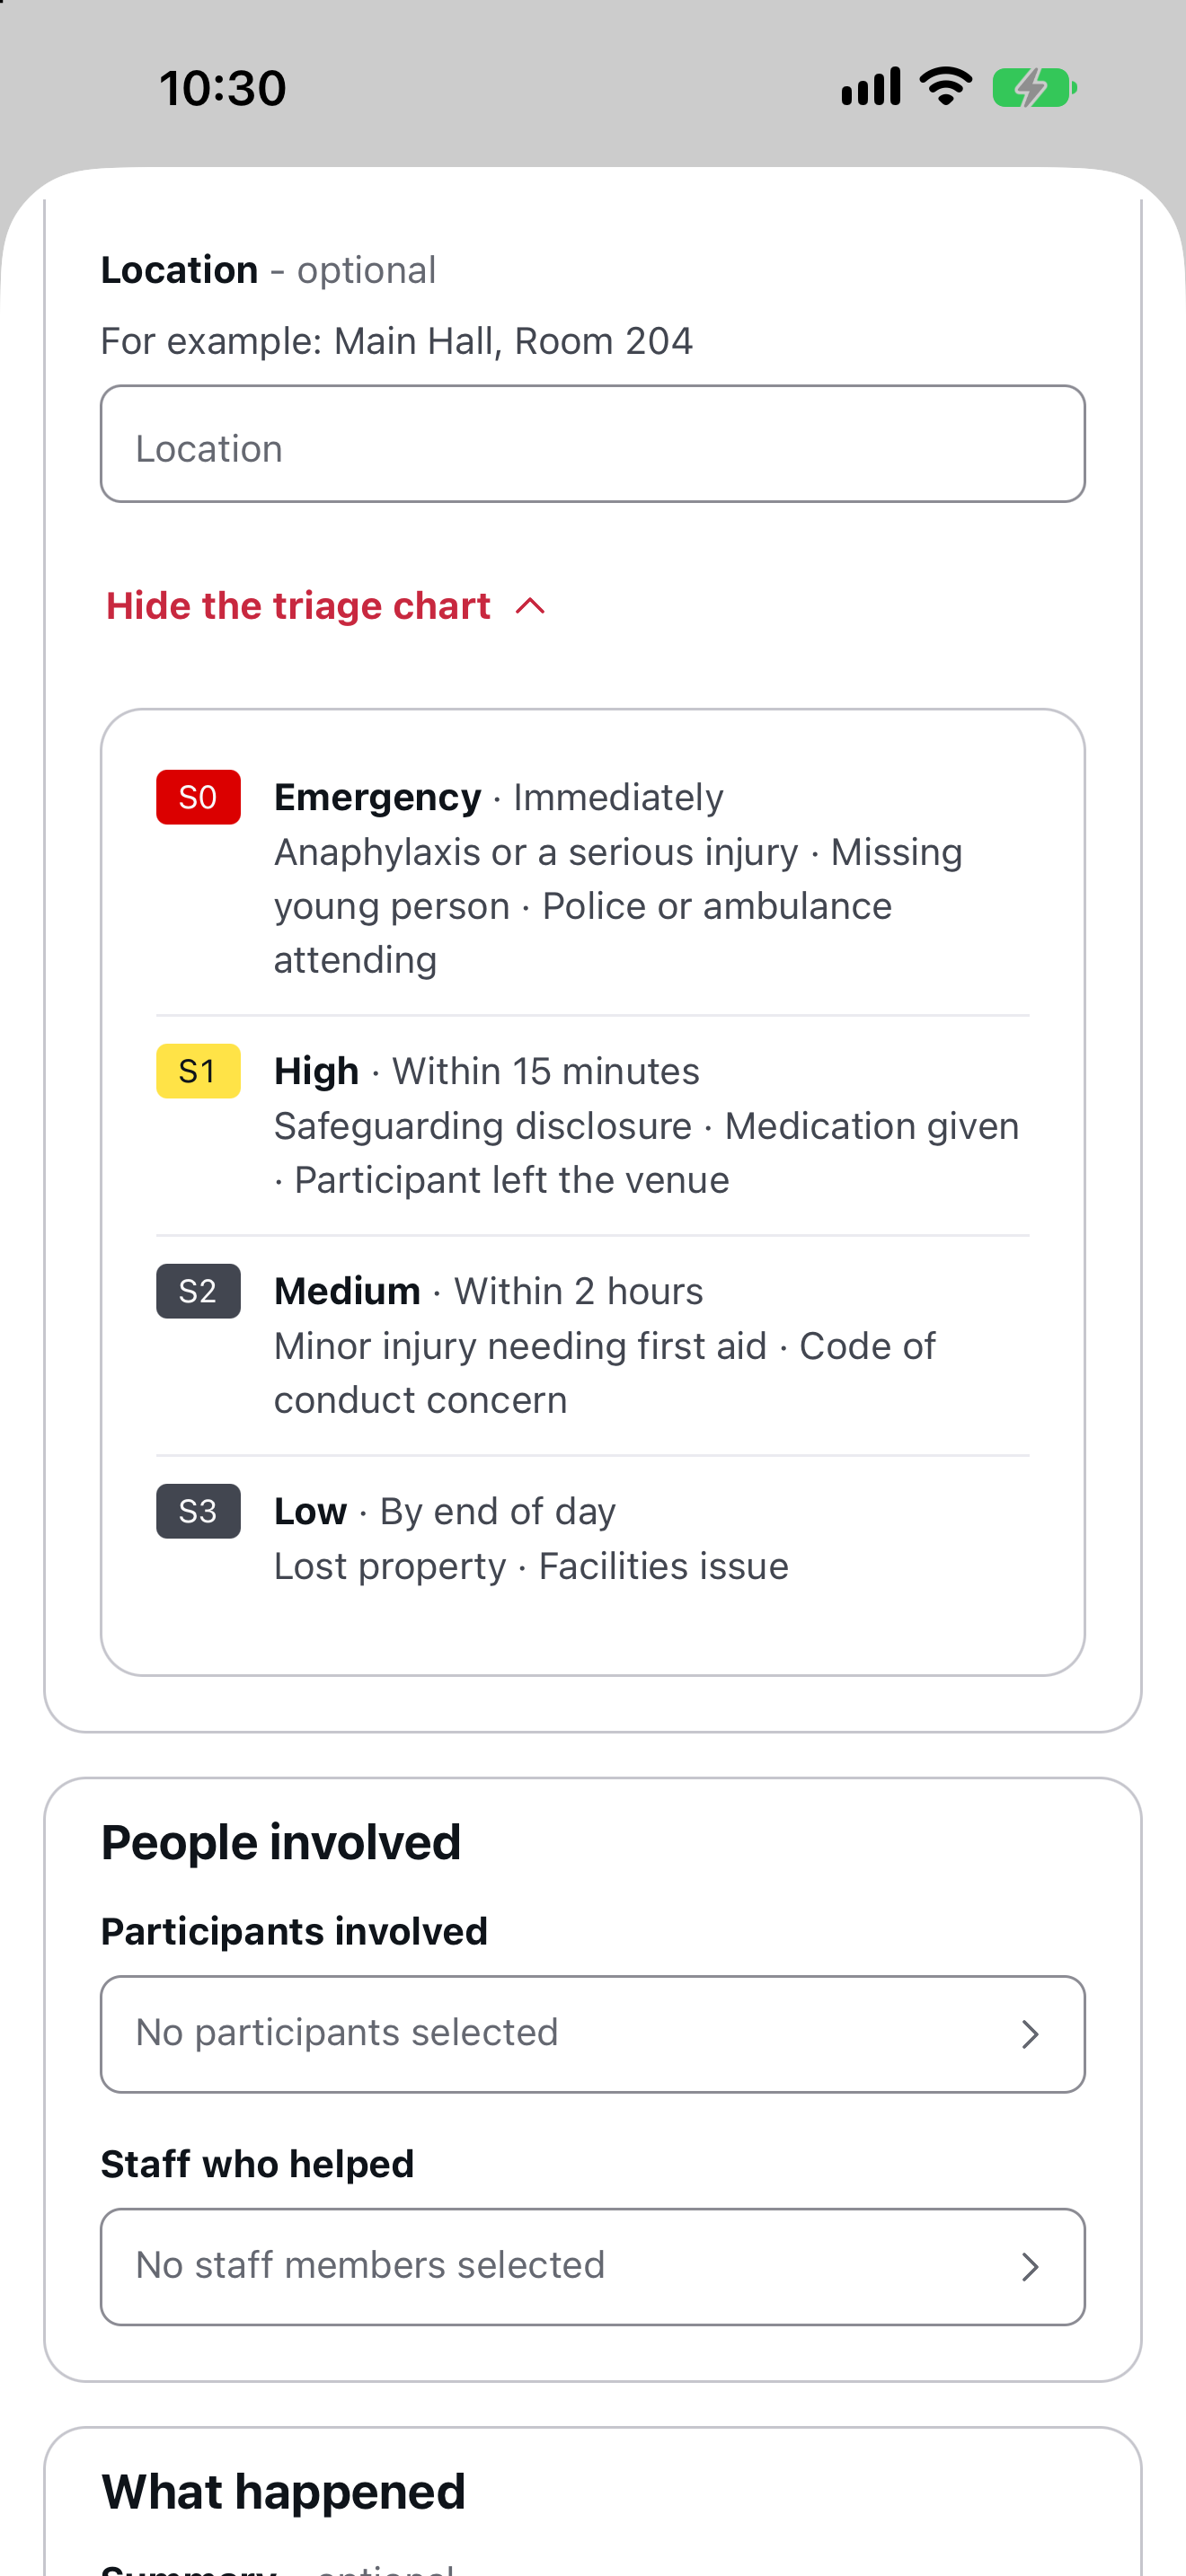 10:30
Location - optional
For example: Main Hall, Room 204
Location
Hide the triage chart
S0 Emergency · Immediately
Anaphylaxis or a serious injury · Missing
young person · Police or ambulance
attending
S1 High · Within 15 minutes
Safeguarding disclosure · Medication given
· Participant left the venue
S2 Medium · Within 2 hours
Minor injury needing first aid · Code of
conduct concern
S3 Low · By end of day
Lost property · Facilities issue
People involved
Participants involved
No participants selected
Staff who helped
No staff members selected
What happened
Summary - optional